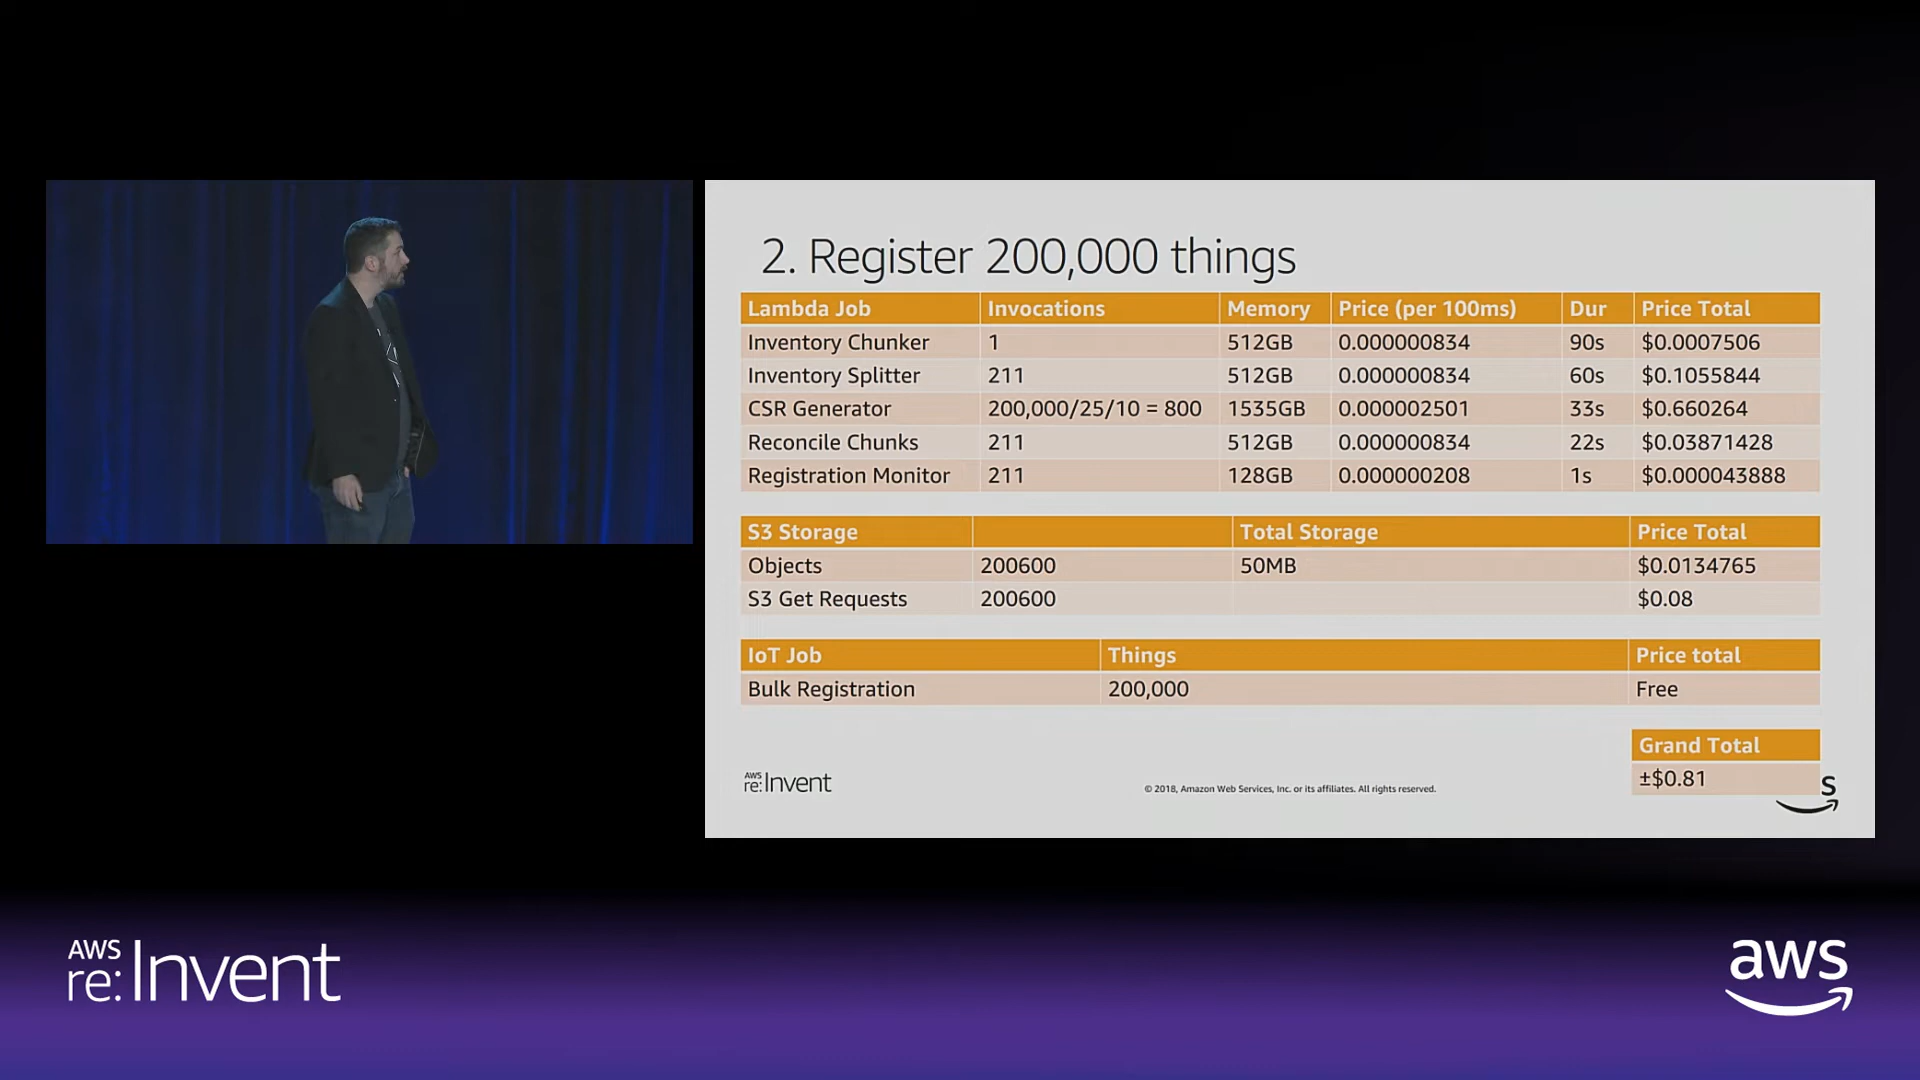 2. Register 200,000 things
Lambda Job Invocations Memory Price (per 100ms) Dur Price Total
Inventory Chunker 1 512GB 0.000000834 90s $0.0007506
Inventory Splitter 211 512GB 0.000000834 60s $0.1055844
CSR Generator 200,000/25/10 = 800 1535GB 0.000002501 33s $0.660264
Reconcile Chunks 211 512GB 0.000000834 22s $0.03871428
Registration Monitor 211 128GB 0.000000208 1s $0.000043888
S3 Storage Total Storage Price Total
Objects 200600 50MB $0.0134765
S3 Get Requests 200600 $0.08
IoT Job Things Price total
Bulk Registration 200,000 Free
Grand Total
±$0.81
AWS
re:Invent
© 2018, Amazon Web Services, Inc. or its affiliates. All rights reserved.
s
AWS
re:Invent
aws